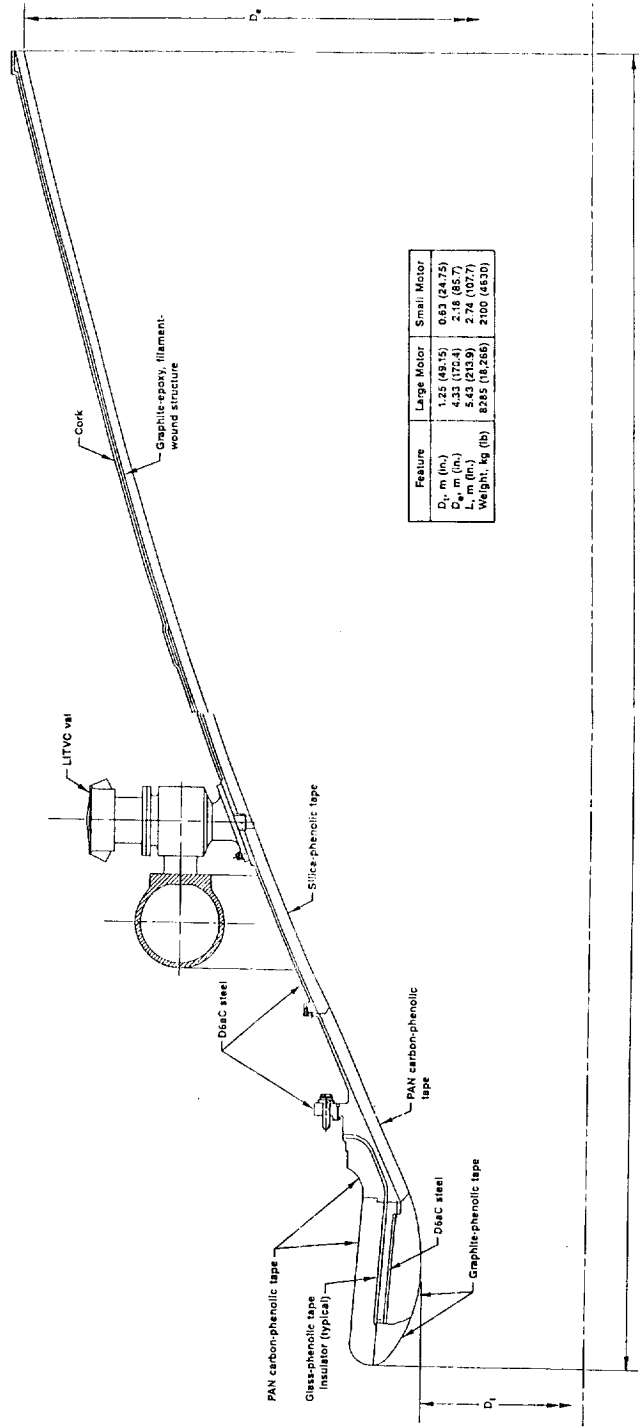 Dₑ
Cork
Graphite-epoxy, filament-
wound structure
LITVC val
Silica-phenolic tape
D6aC steel
PAN carbon-phenolic
tape
PAN carbon-phenolic tape
Glass-phenolic tape
insulator (typical)
D6aC steel
Graphite-phenolic tape
Dₜ
Feature Large Motor Small Motor
Dₜ, m (in.) 1.25 (49.15) 0.63 (24.75)
Dₑ, m (in.) 4.33 (170.4) 2.18 (85.7)
L, m (in.) 5.43 (213.9) 2.74 (107.7)
Weight, kg (lb) 8285 (18,266) 2100 (4630)